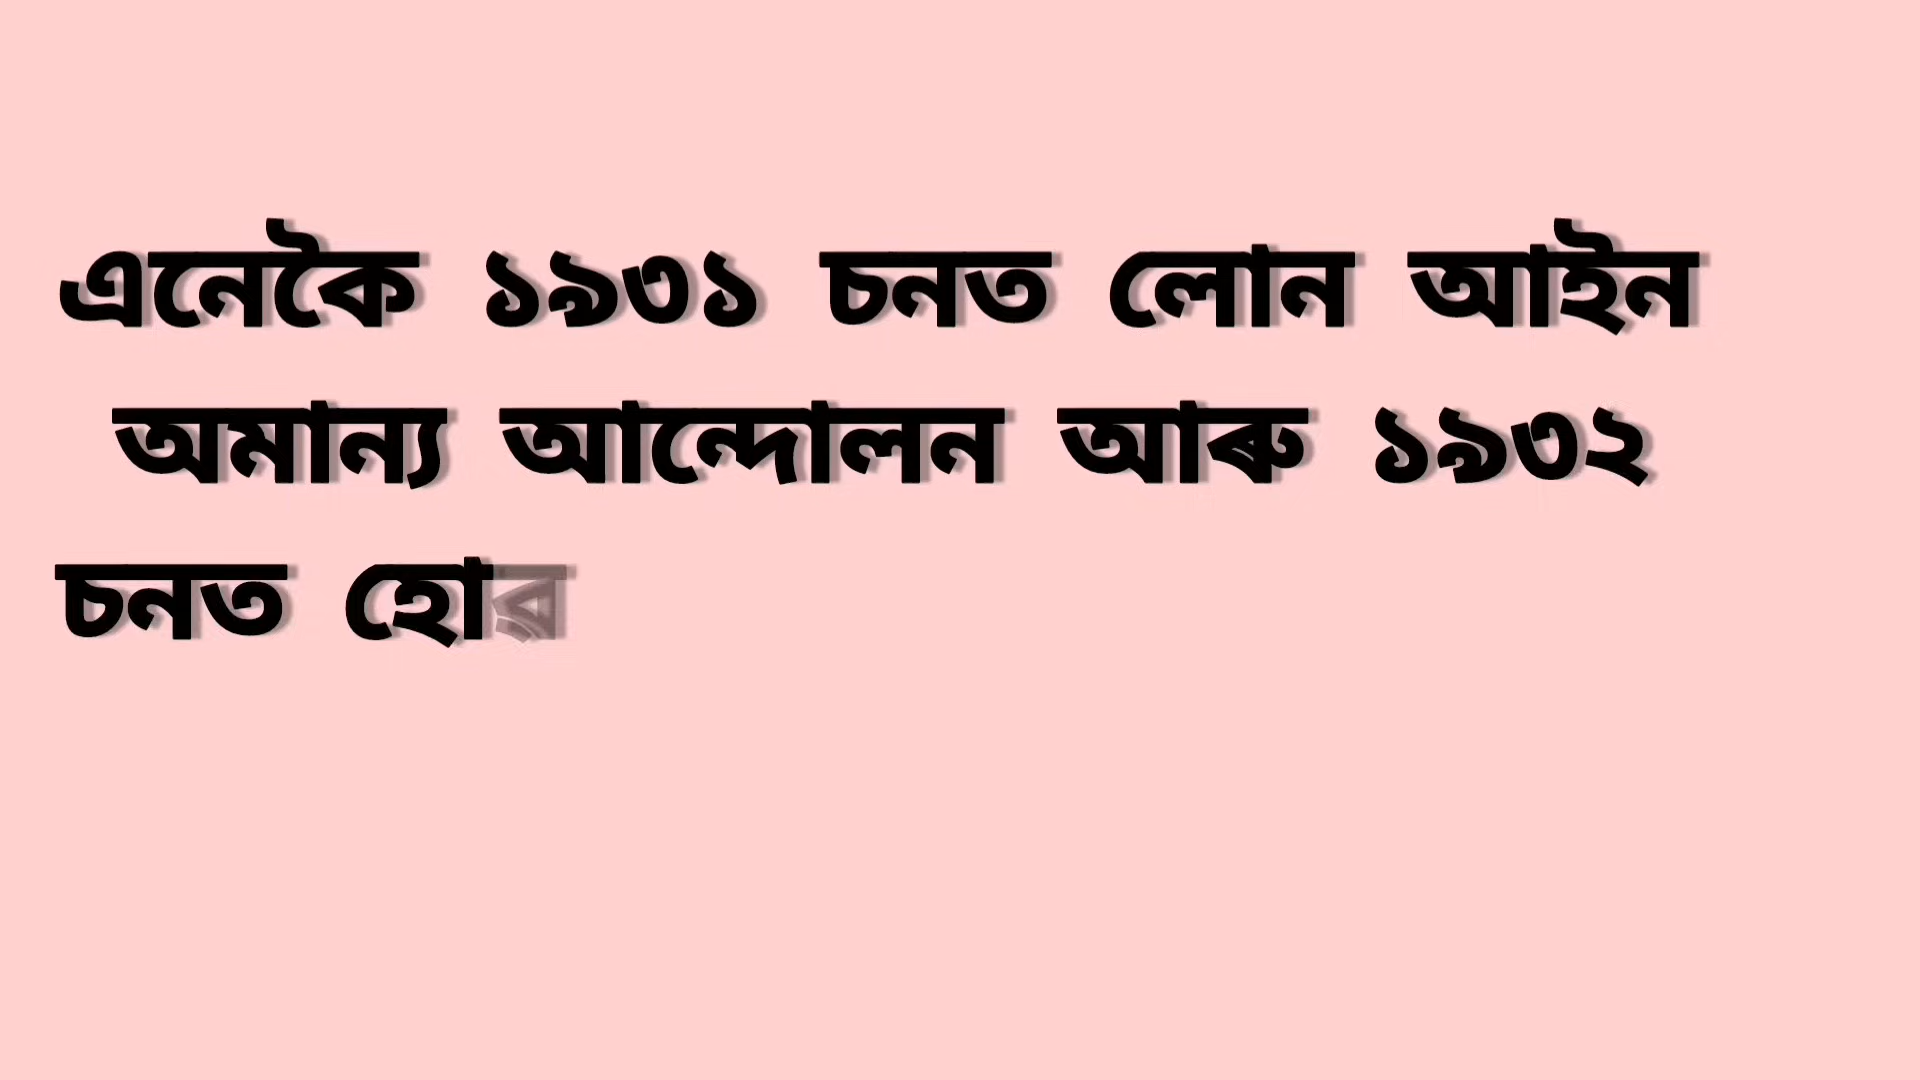 এনেকৈ ১৯৩১ চনত লোন আইন
অমান্য আন্দোলন আৰু ১৯৩২
চনত হোৱ